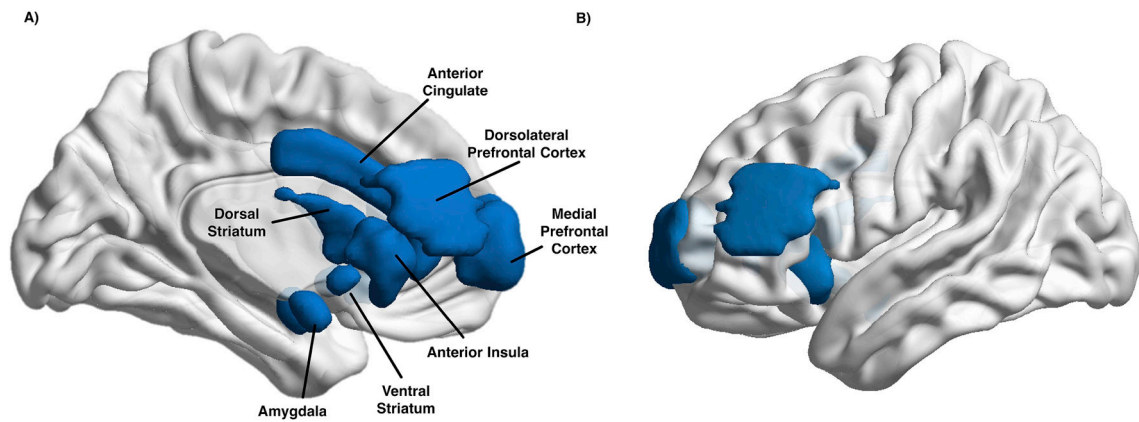 A)
B)
Anterior
Cingulate
Dorsolateral
Prefrontal Cortex
Dorsal
Striatum
Medial
Prefrontal
Cortex
Anterior Insula
Ventral
Striatum
Amygdala